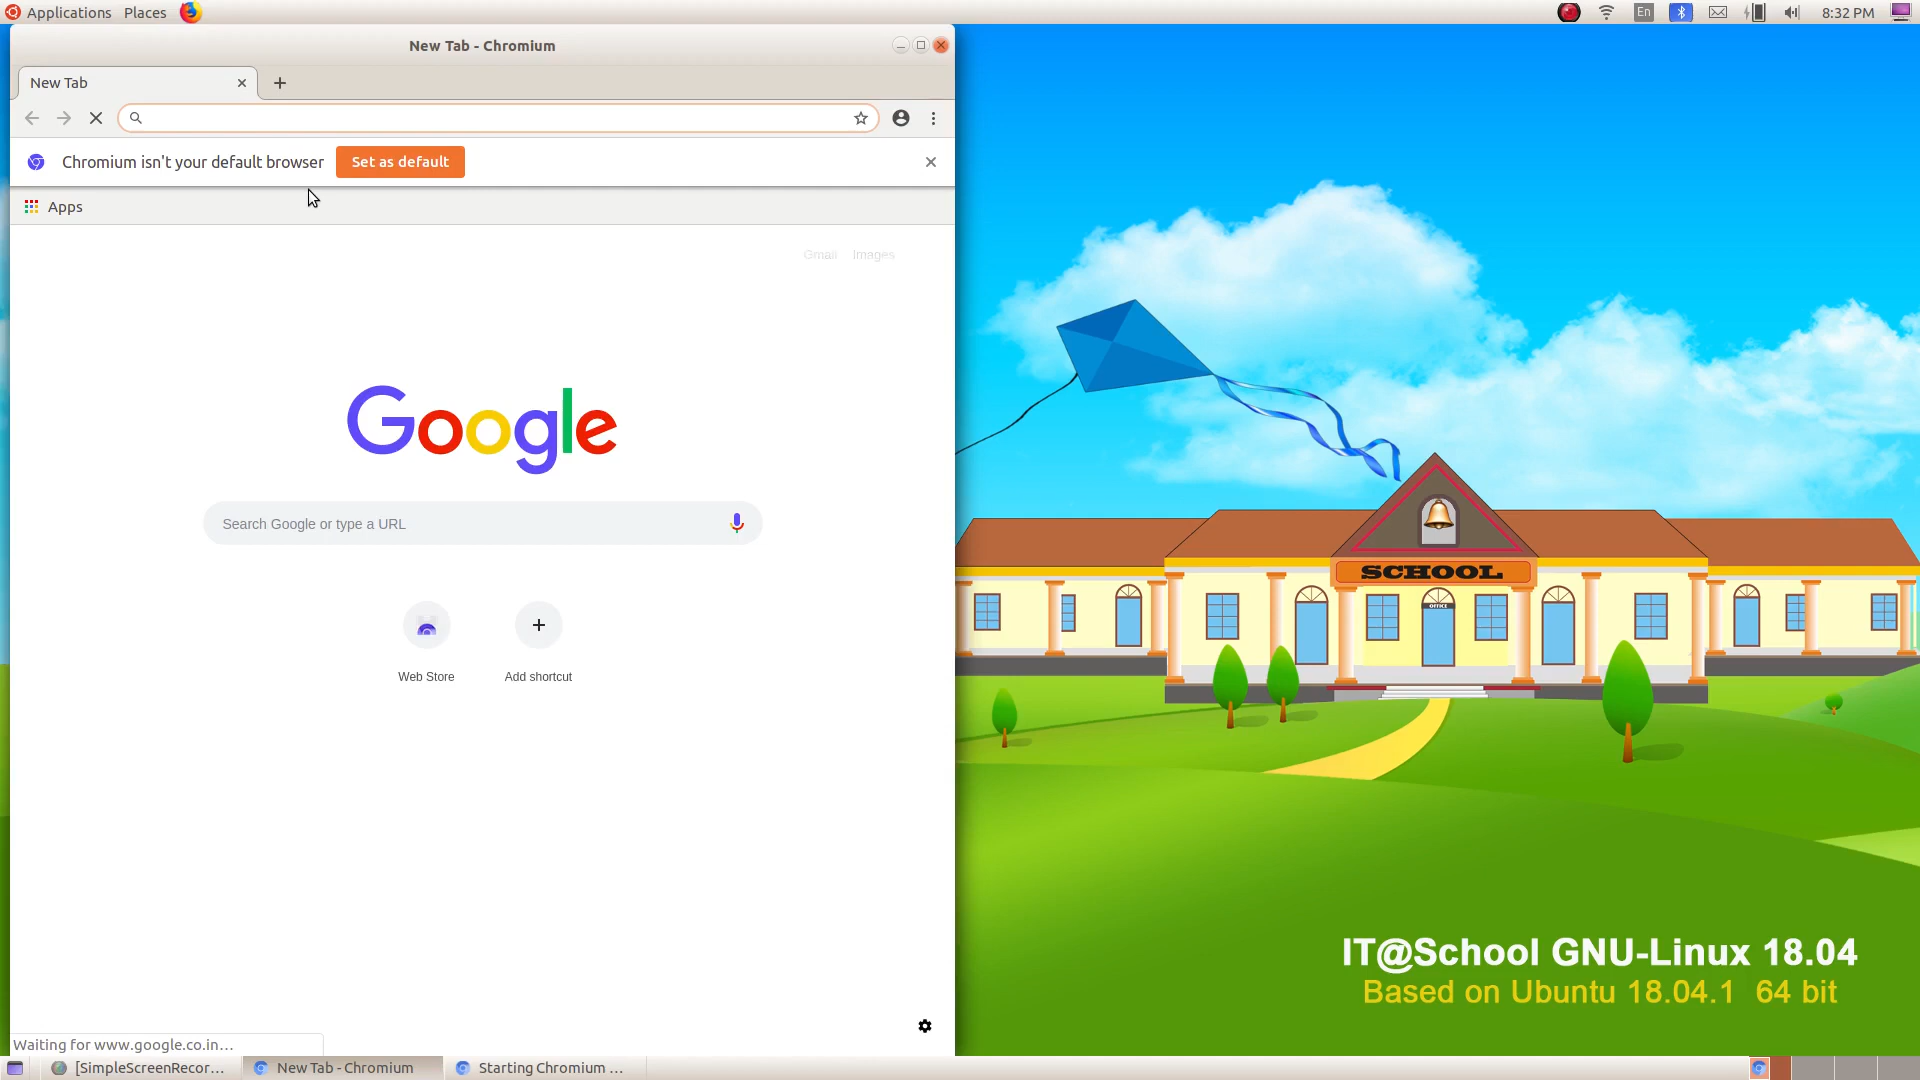 Applications Places
En 8:32 PM
New Tab - Chromium
New Tab
Chromium isn't your default browser Set as default
Apps
Gmail Images
Google
Search Google or type a URL
Web Store Add shortcut
SCHOOL
OFFICE
IT@School GNU-Linux 18.04
Based on Ubuntu 18.04.1 64 bit
Waiting for www.google.co.in...
[SimpleScreenRecor... New Tab - Chromium Starting Chromium ...